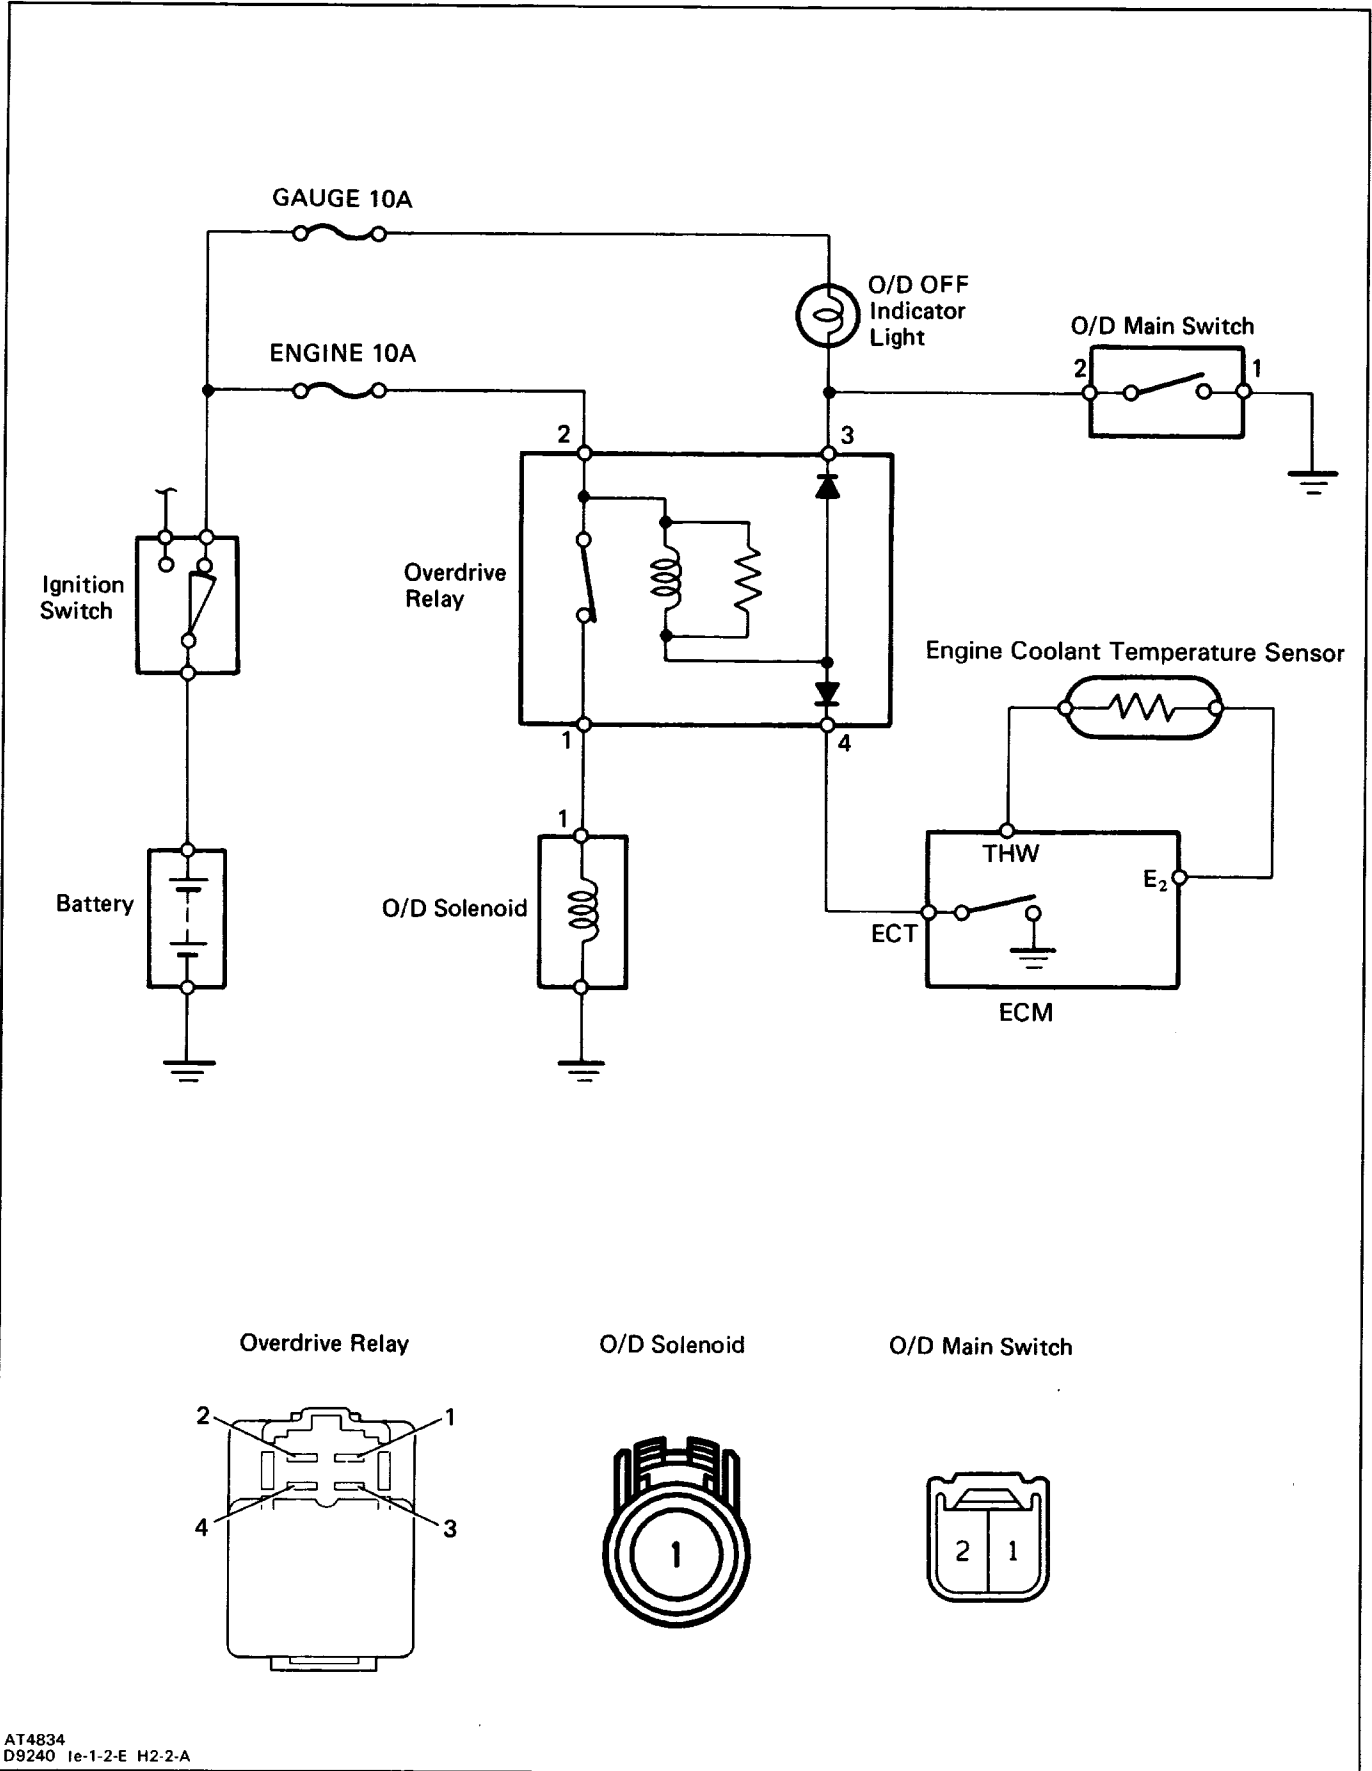 GAUGE 10A
O/D OFF
Indicator
Light
O/D Main Switch
2
1
ENGINE 10A
2
3
Ignition
Switch
Overdrive
Relay
Engine Coolant Temperature Sensor
1
4
1
THW
E₂
Battery
O/D Solenoid
ECT
ECM
Overdrive Relay
O/D Solenoid
O/D Main Switch
2
1
4
3
1
2
1
AT4834
D9240 Ie-1-2-E H2-2-A